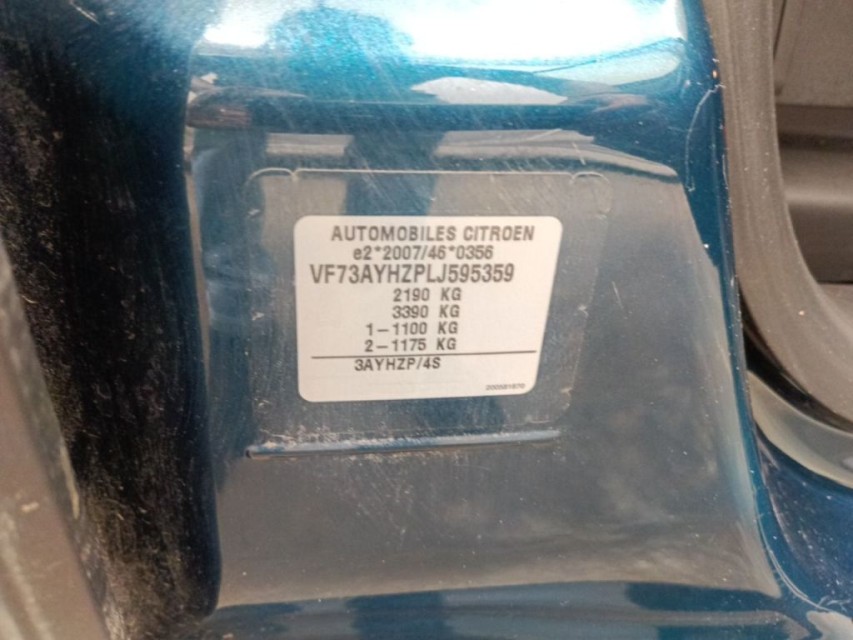 AUTOMOBILES CITROEN
e2*2007/46*0356
VF73AYHZPLJ595359
2190 KG
3390 KG
1-1100 KG
2-1175 KG
3AYHZP/4S